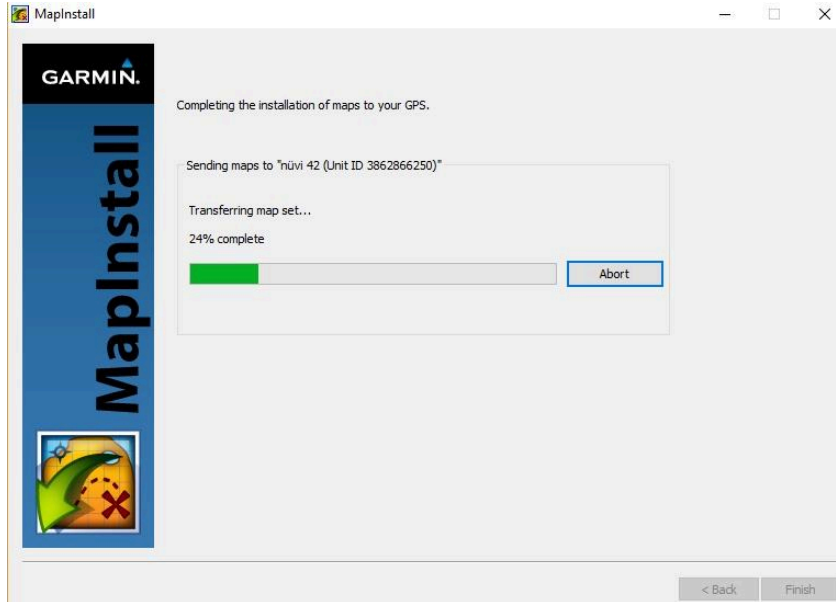 MapInstall
GARMIN.
MapInstall
Completing the installation of maps to your GPS.
Sending maps to "nüvi 42 (Unit ID 3862866250)"
Transferring map set...
24% complete
Abort
< Back Finish